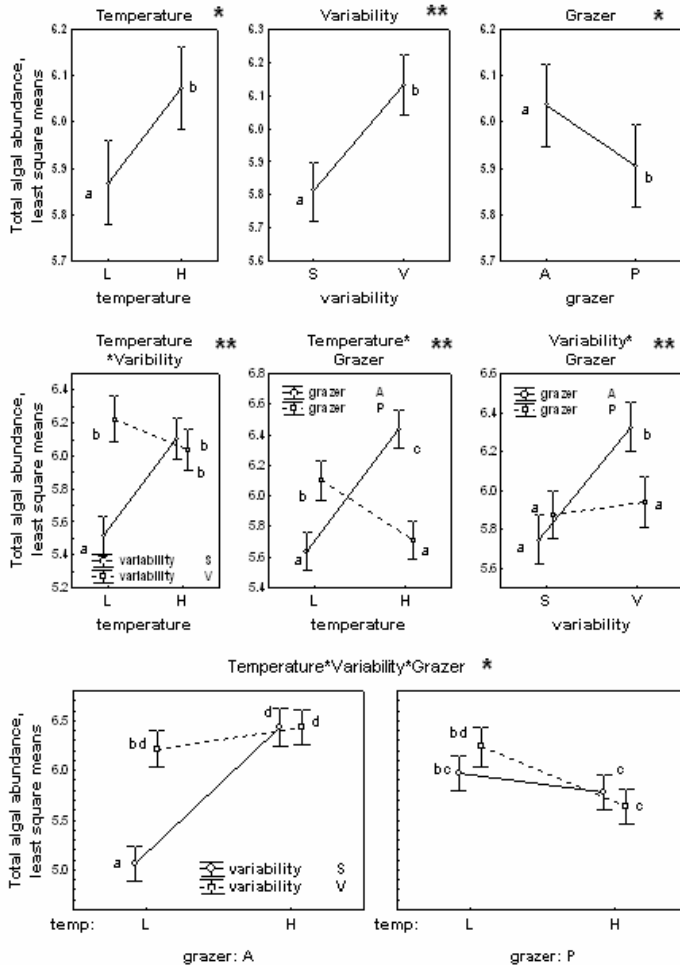 Temperature *
Variability **
Grazer *
Total algal abundance,
least square means
6.2
6.1
6.0
5.9
5.8
5.7
a
b
L H
temperature
6.3
6.2
6.1
6.0
5.9
5.8
5.7
5.6
a
b
S V
variability
6.2
6.1
6.0
5.9
5.8
5.7
a
b
A P
grazer
Temperature
*Varibility **
Temperature*
Grazer **
Variability*
Grazer **
Total algal abundance,
least square means
6.4
6.2
6.0
5.8
5.6
5.4
5.2
b
b
b
a
variability S
variability V
L H
temperature
6.8
6.6
6.4
6.2
6.0
5.8
5.6
5.4
grazer A
grazer P
b
c
a
a
L H
temperature
6.6
6.4
6.2
6.0
5.8
5.6
grazer A
grazer P
b
a
a
a
S V
variability
Temperature*Variability*Grazer *
Total algal abundance,
least square means
6.5
6.0
5.5
5.0
bd
d
d
a
variability S
variability V
bd
bc
c
c
temp: L H L H
grazer: A grazer: P